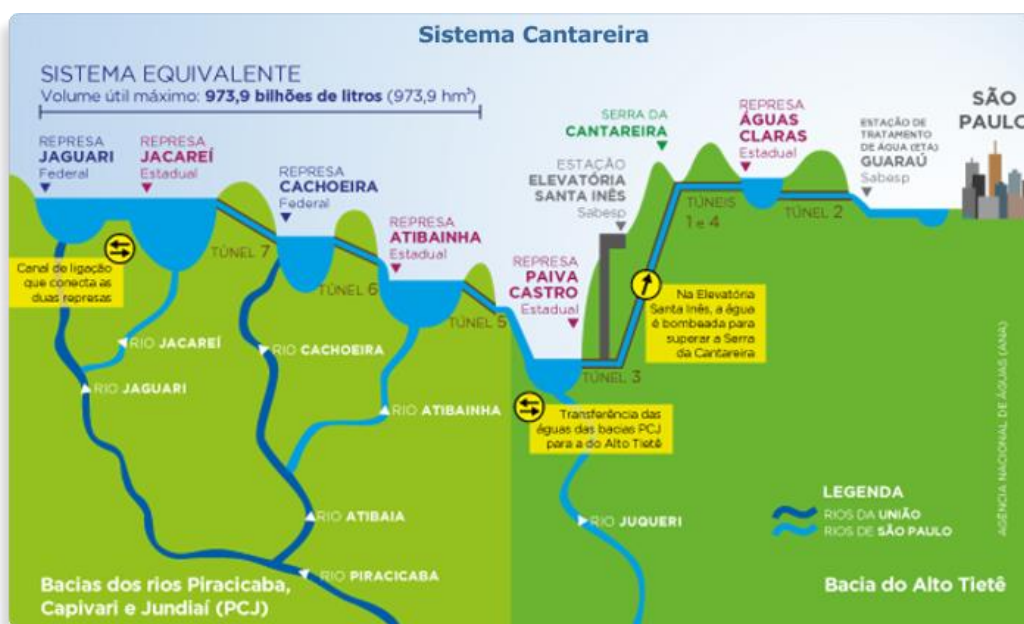 Sistema Cantareira
SISTEMA EQUIVALENTE
Volume útil máximo: 973,9 bilhões de litros (973,9 hm³)
REPRESA
JAGUARI
Federal
REPRESA
JACAREÍ
Estadual
REPRESA
CACHOEIRA
Federal
REPRESA
ATIBAINHA
Estadual
REPRESA
PAIVA
CASTRO
Estadual
ESTAÇÃO
ELEVATÓRIA
SANTA INÊS
Sabesp
SERRA DA
CANTAREIRA
REPRESA
ÁGUAS
CLARAS
Estadual
ESTAÇÃO DE
TRATAMENTO
DE ÁGUA (ETA)
GUARAÚ
Sabesp
SÃO
PAULO
TÚNEL 7
TÚNEL 6
TÚNEL 5
TÚNEL 3
TÚNEIS
1 e 4
TÚNEL 2
Canal de ligação
que conecta as
duas represas
Na Elevatória
Santa Inês, a água
é bombeada para
superar a Serra
da Cantareira
Transferência das
águas das bacias PCJ
para a do Alto Tietê
RIO JACAREÍ
RIO JAGUARI
RIO CACHOEIRA
RIO ATIBAINHA
RIO ATIBAIA
RIO PIRACICABA
RIO JUQUERI
LEGENDA
RIOS DA UNIÃO
RIOS DE SÃO PAULO
Bacias dos rios Piracicaba,
Capivari e Jundiaí (PCJ)
Bacia do Alto Tietê
AGÊNCIA NACIONAL DE ÁGUAS (ANA)